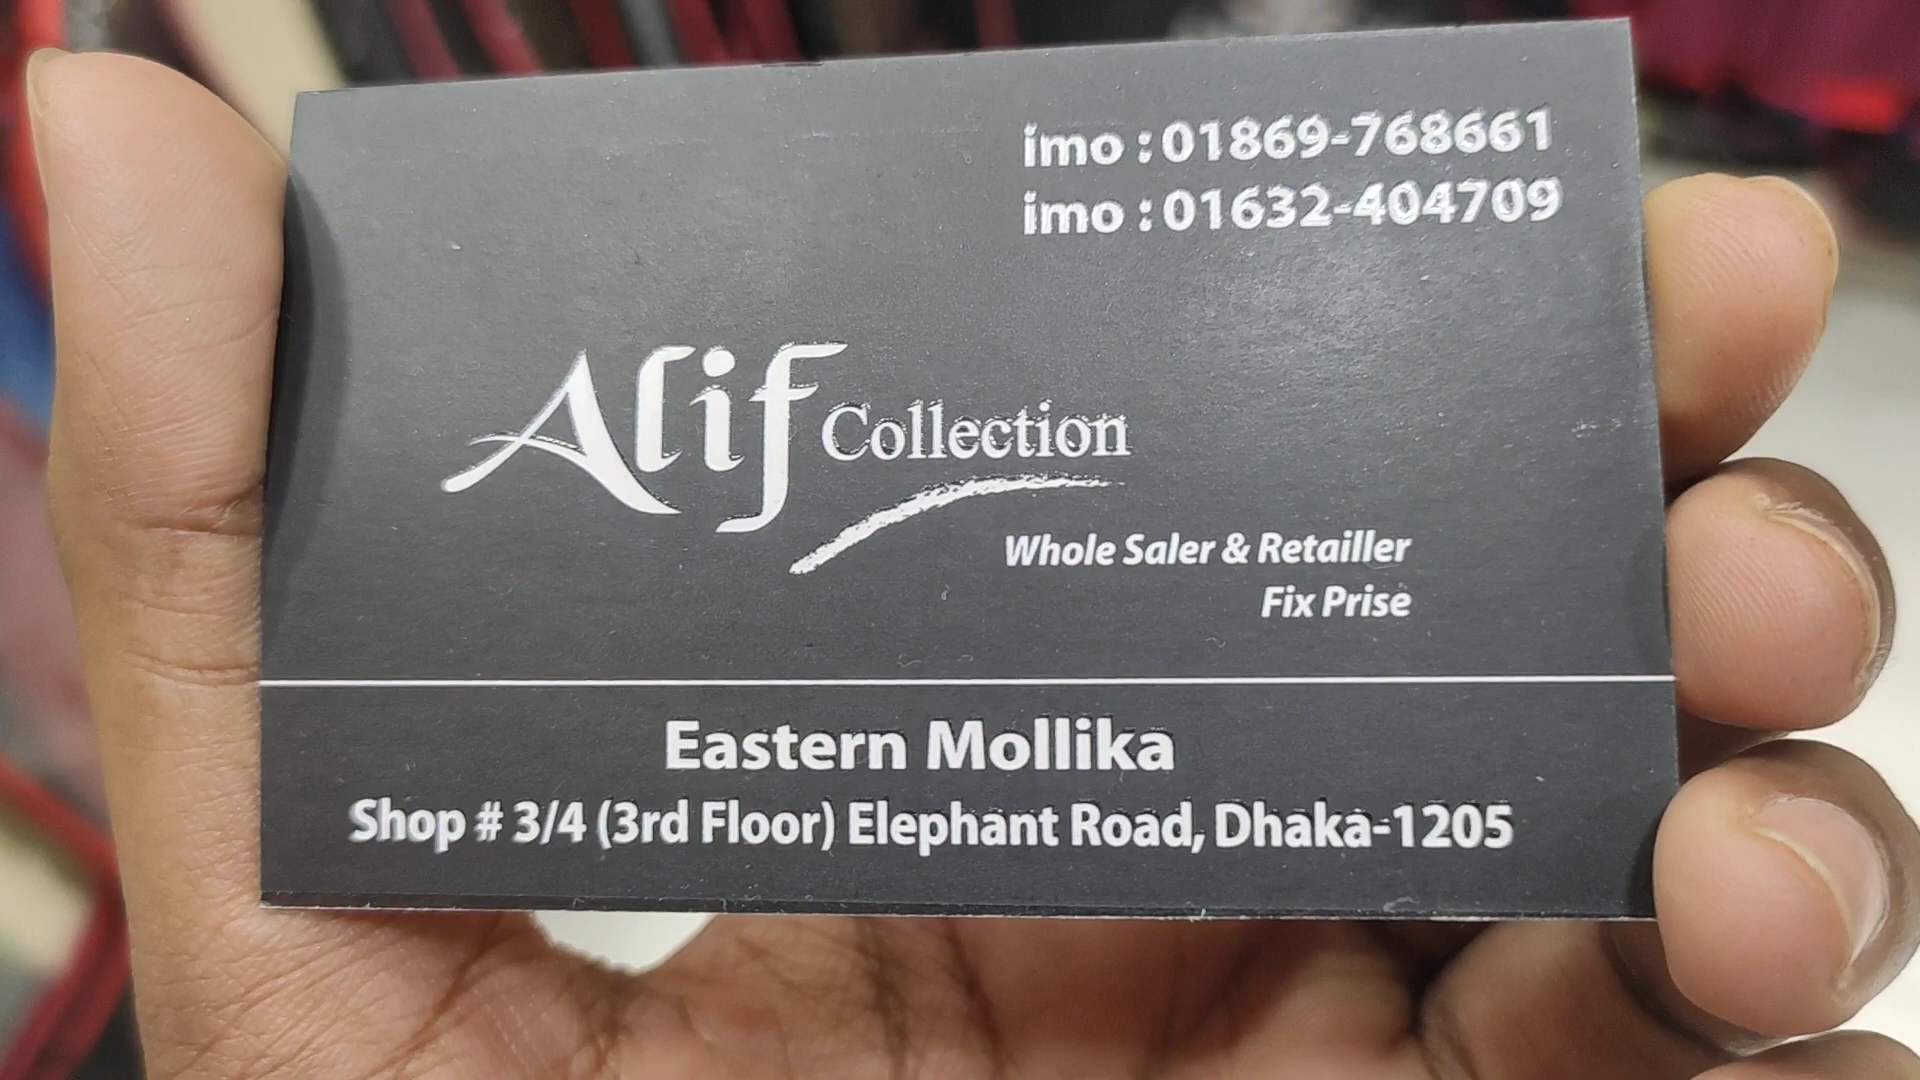 imo : 01869-768661
imo : 01632-404709
Alif Collection
Whole Saler & Retailler
Fix Prise
Eastern Mollika
Shop # 3/4 (3rd Floor) Elephant Road, Dhaka-1205